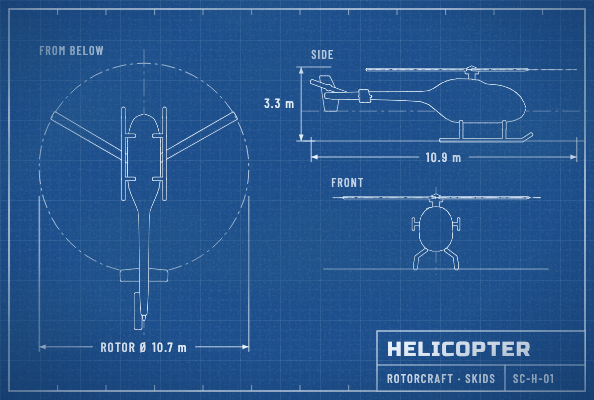 FROM BELOW
SIDE
3.3 m
10.9 m
FRONT
ROTOR Ø 10.7 m
HELICOPTER
ROTORCRAFT · SKIDS
SC-H-01